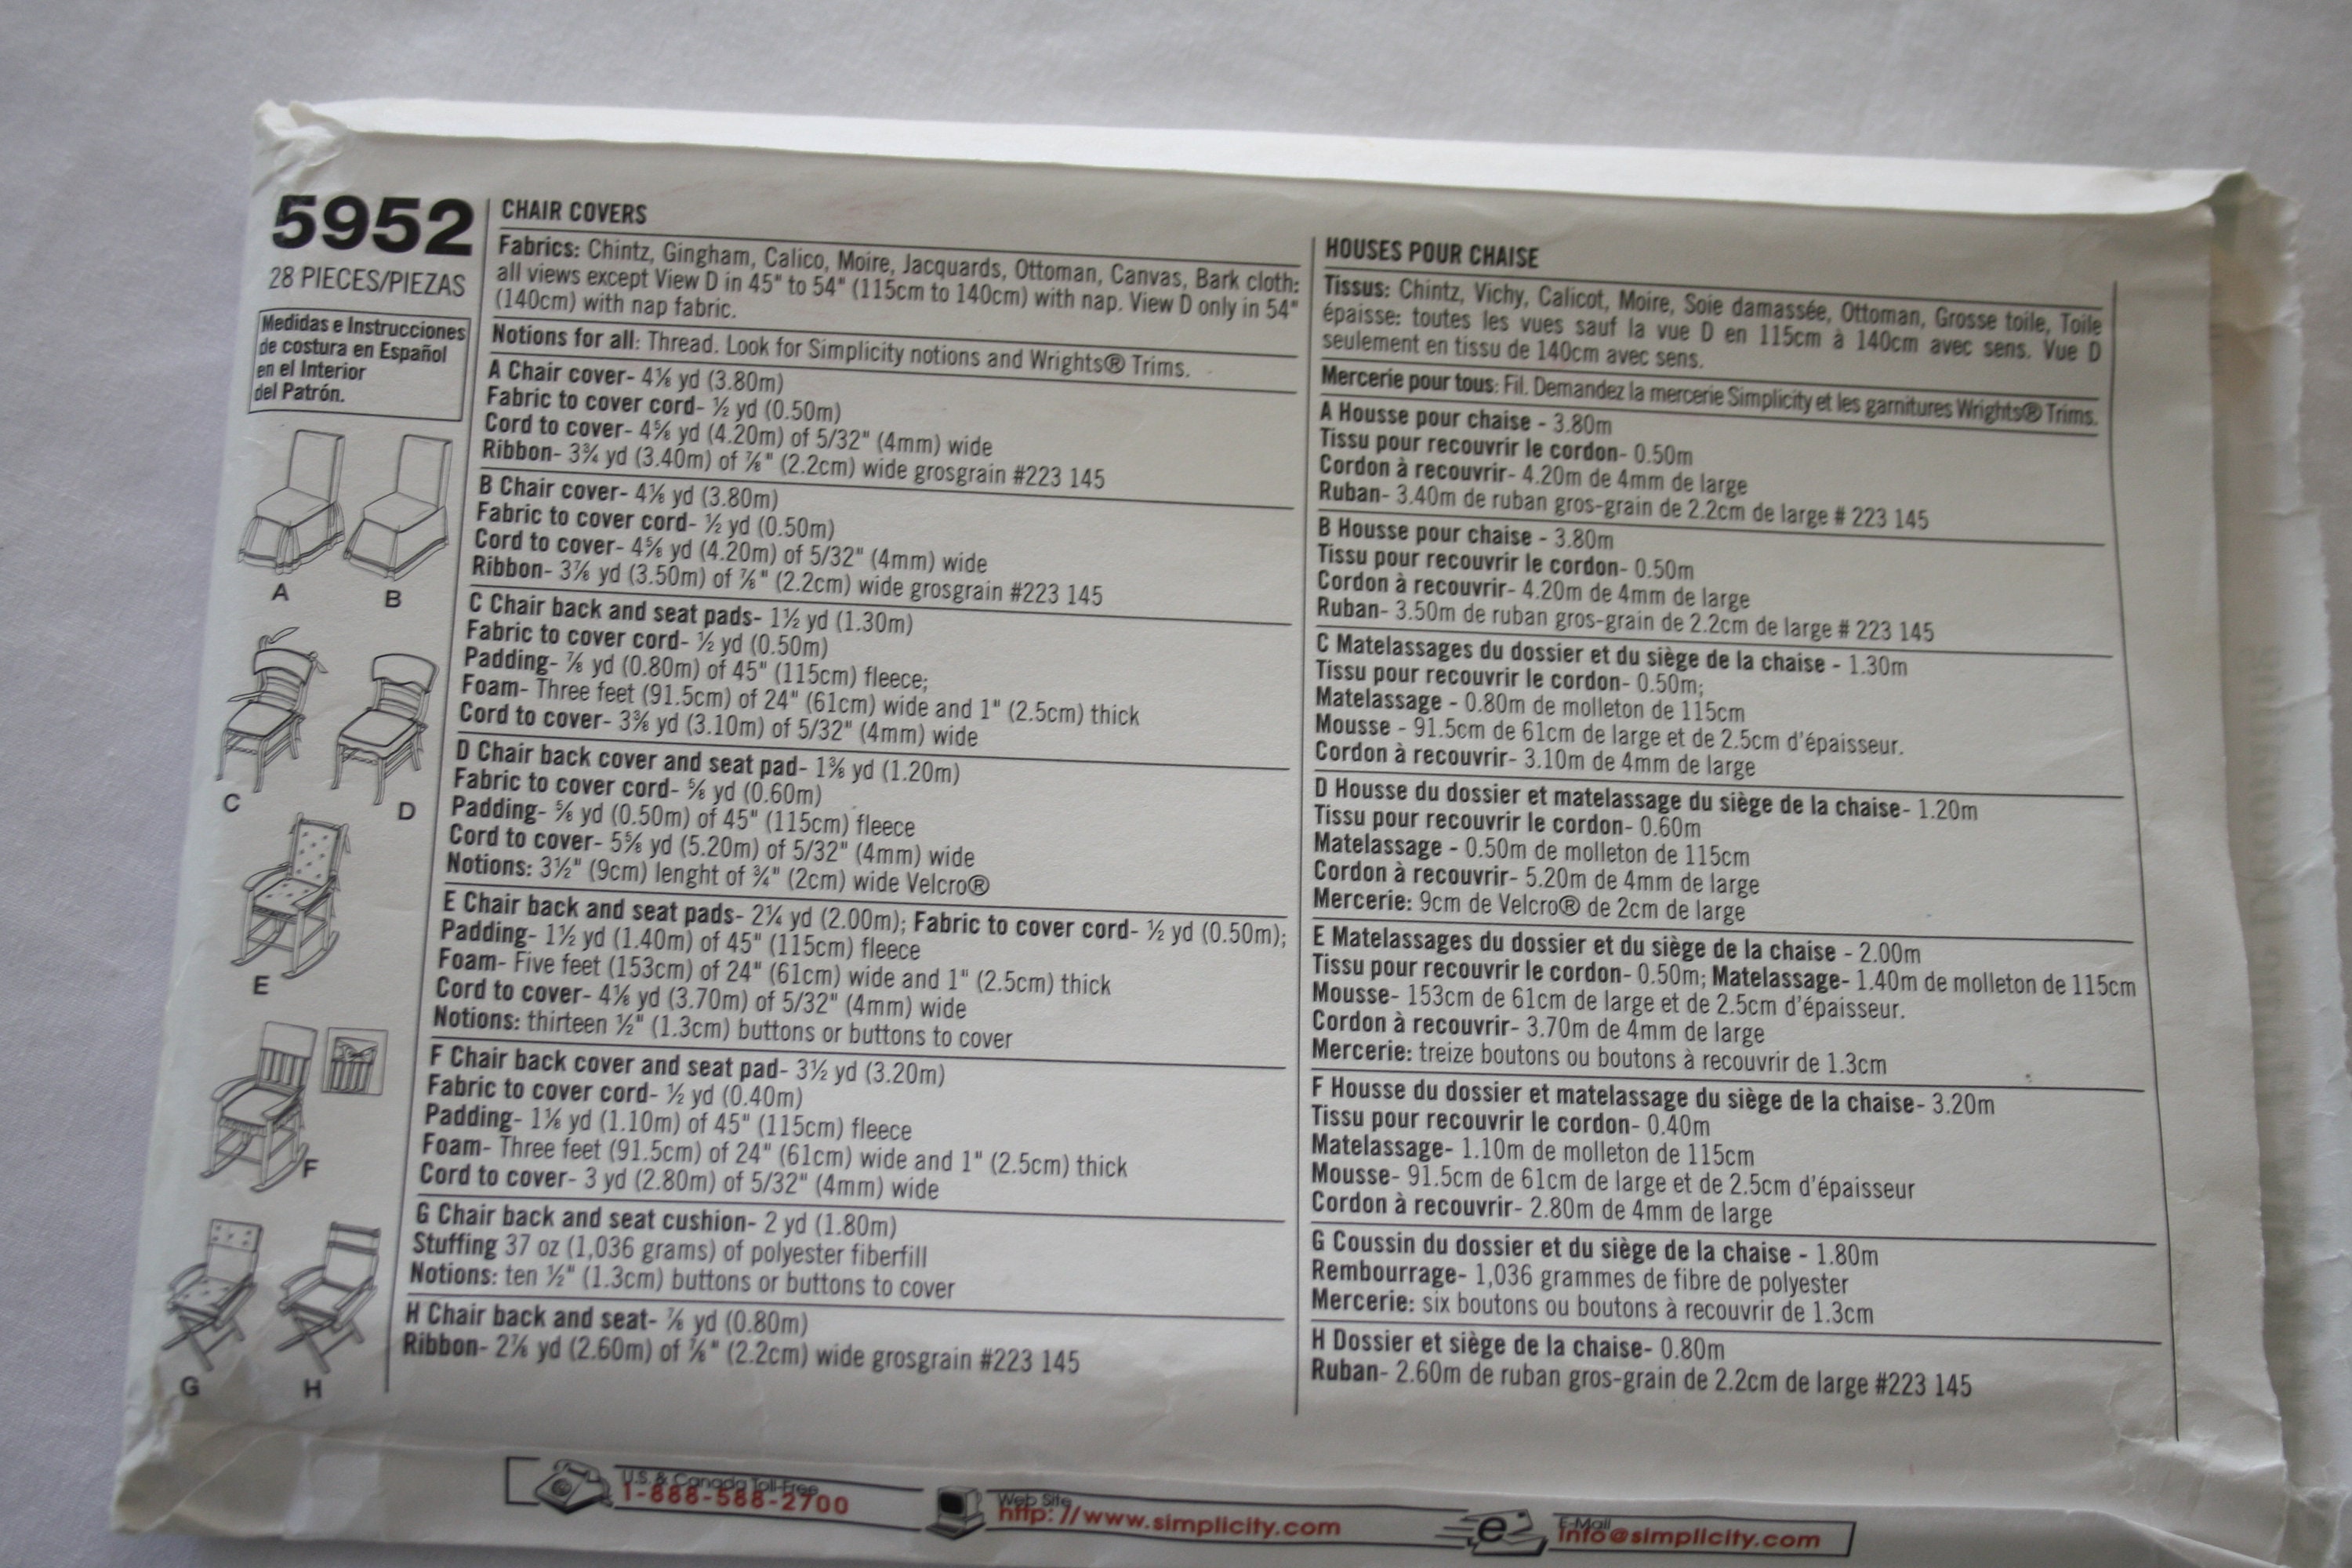 5952
28 PIECES/PIEZAS
Medidas e Instrucciones
de costura en Español
en el Interior
del Patrón.
A
B
C
D
E
F
G
H
CHAIR COVERS
Fabrics: Chintz, Gingham, Calico, Moire, Jacquards, Ottoman, Canvas, Bark cloth:
all views except View D in 45" to 54" (115cm to 140cm) with nap. View D only in 54"
(140cm) with nap fabric.
Notions for all: Thread. Look for Simplicity notions and Wrights® Trims.
A Chair cover- 4⅛ yd (3.80m)
Fabric to cover cord- ½ yd (0.50m)
Cord to cover- 4⅝ yd (4.20m) of 5/32" (4mm) wide
Ribbon- 3¾ yd (3.40m) of ⅞" (2.2cm) wide grosgrain #223 145
B Chair cover- 4⅛ yd (3.80m)
Fabric to cover cord- ½ yd (0.50m)
Cord to cover- 4⅝ yd (4.20m) of 5/32" (4mm) wide
Ribbon- 3⅞ yd (3.50m) of ⅞" (2.2cm) wide grosgrain #223 145
C Chair back and seat pads- 1½ yd (1.30m)
Fabric to cover cord- ½ yd (0.50m)
Padding- ⅞ yd (0.80m) of 45" (115cm) fleece;
Foam- Three feet (91.5cm) of 24" (61cm) wide and 1" (2.5cm) thick
Cord to cover- 3⅜ yd (3.10m) of 5/32" (4mm) wide
D Chair back cover and seat pad- 1⅜ yd (1.20m)
Fabric to cover cord- ⅝ yd (0.60m)
Padding- ⅝ yd (0.50m) of 45" (115cm) fleece
Cord to cover- 5⅝ yd (5.20m) of 5/32" (4mm) wide
Notions: 3½" (9cm) lenght of ¾" (2cm) wide Velcro®
E Chair back and seat pads- 2¼ yd (2.00m); Fabric to cover cord- ½ yd (0.50m);
Padding- 1½ yd (1.40m) of 45" (115cm) fleece
Foam- Five feet (153cm) of 24" (61cm) wide and 1" (2.5cm) thick
Cord to cover- 4⅛ yd (3.70m) of 5/32" (4mm) wide
Notions: thirteen ½" (1.3cm) buttons or buttons to cover
F Chair back cover and seat pad- 3½ yd (3.20m)
Fabric to cover cord- ½ yd (0.40m)
Padding- 1⅛ yd (1.10m) of 45" (115cm) fleece
Foam- Three feet (91.5cm) of 24" (61cm) wide and 1" (2.5cm) thick
Cord to cover- 3 yd (2.80m) of 5/32" (4mm) wide
G Chair back and seat cushion- 2 yd (1.80m)
Stuffing 37 oz (1,036 grams) of polyester fiberfill
Notions: ten ½" (1.3cm) buttons or buttons to cover
H Chair back and seat- ⅞ yd (0.80m)
Ribbon- 2⅞ yd (2.60m) of ⅞" (2.2cm) wide grosgrain #223 145
HOUSES POUR CHAISE
Tissus: Chintz, Vichy, Calicot, Moire, Soie damassée, Ottoman, Grosse toile, Toile
épaisse: toutes les vues sauf la vue D en 115cm à 140cm avec sens. Vue D
seulement en tissu de 140cm avec sens.
Mercerie pour tous: Fil. Demandez la mercerie Simplicity et les garnitures Wrights® Trims.
A Housse pour chaise - 3.80m
Tissu pour recouvrir le cordon- 0.50m
Cordon à recouvrir- 4.20m de 4mm de large
Ruban- 3.40m de ruban gros-grain de 2.2cm de large # 223 145
B Housse pour chaise - 3.80m
Tissu pour recouvrir le cordon- 0.50m
Cordon à recouvrir- 4.20m de 4mm de large
Ruban- 3.50m de ruban gros-grain de 2.2cm de large # 223 145
C Matelassages du dossier et du siège de la chaise - 1.30m
Tissu pour recouvrir le cordon- 0.50m;
Matelassage - 0.80m de molleton de 115cm
Mousse - 91.5cm de 61cm de large et de 2.5cm d'épaisseur.
Cordon à recouvrir- 3.10m de 4mm de large
D Housse du dossier et matelassage du siège de la chaise- 1.20m
Tissu pour recouvrir le cordon- 0.60m
Matelassage - 0.50m de molleton de 115cm
Cordon à recouvrir- 5.20m de 4mm de large
Mercerie: 9cm de Velcro® de 2cm de large
E Matelassages du dossier et du siège de la chaise - 2.00m
Tissu pour recouvrir le cordon- 0.50m; Matelassage- 1.40m de molleton de 115cm
Mousse- 153cm de 61cm de large et de 2.5cm d'épaisseur.
Cordon à recouvrir- 3.70m de 4mm de large
Mercerie: treize boutons ou boutons à recouvrir de 1.3cm
F Housse du dossier et matelassage du siège de la chaise- 3.20m
Tissu pour recouvrir le cordon- 0.40m
Matelassage- 1.10m de molleton de 115cm
Mousse- 91.5cm de 61cm de large et de 2.5cm d'épaisseur
Cordon à recouvrir- 2.80m de 4mm de large
G Coussin du dossier et du siège de la chaise - 1.80m
Rembourrage- 1,036 grammes de fibre de polyester
Mercerie: six boutons ou boutons à recouvrir de 1.3cm
H Dossier et siège de la chaise- 0.80m
Ruban- 2.60m de ruban gros-grain de 2.2cm de large #223 145
U.S. & Canada Toll-Free
1-888-588-2700
Web Site
http://www.simplicity.com
E-Mail
info@simplicity.com